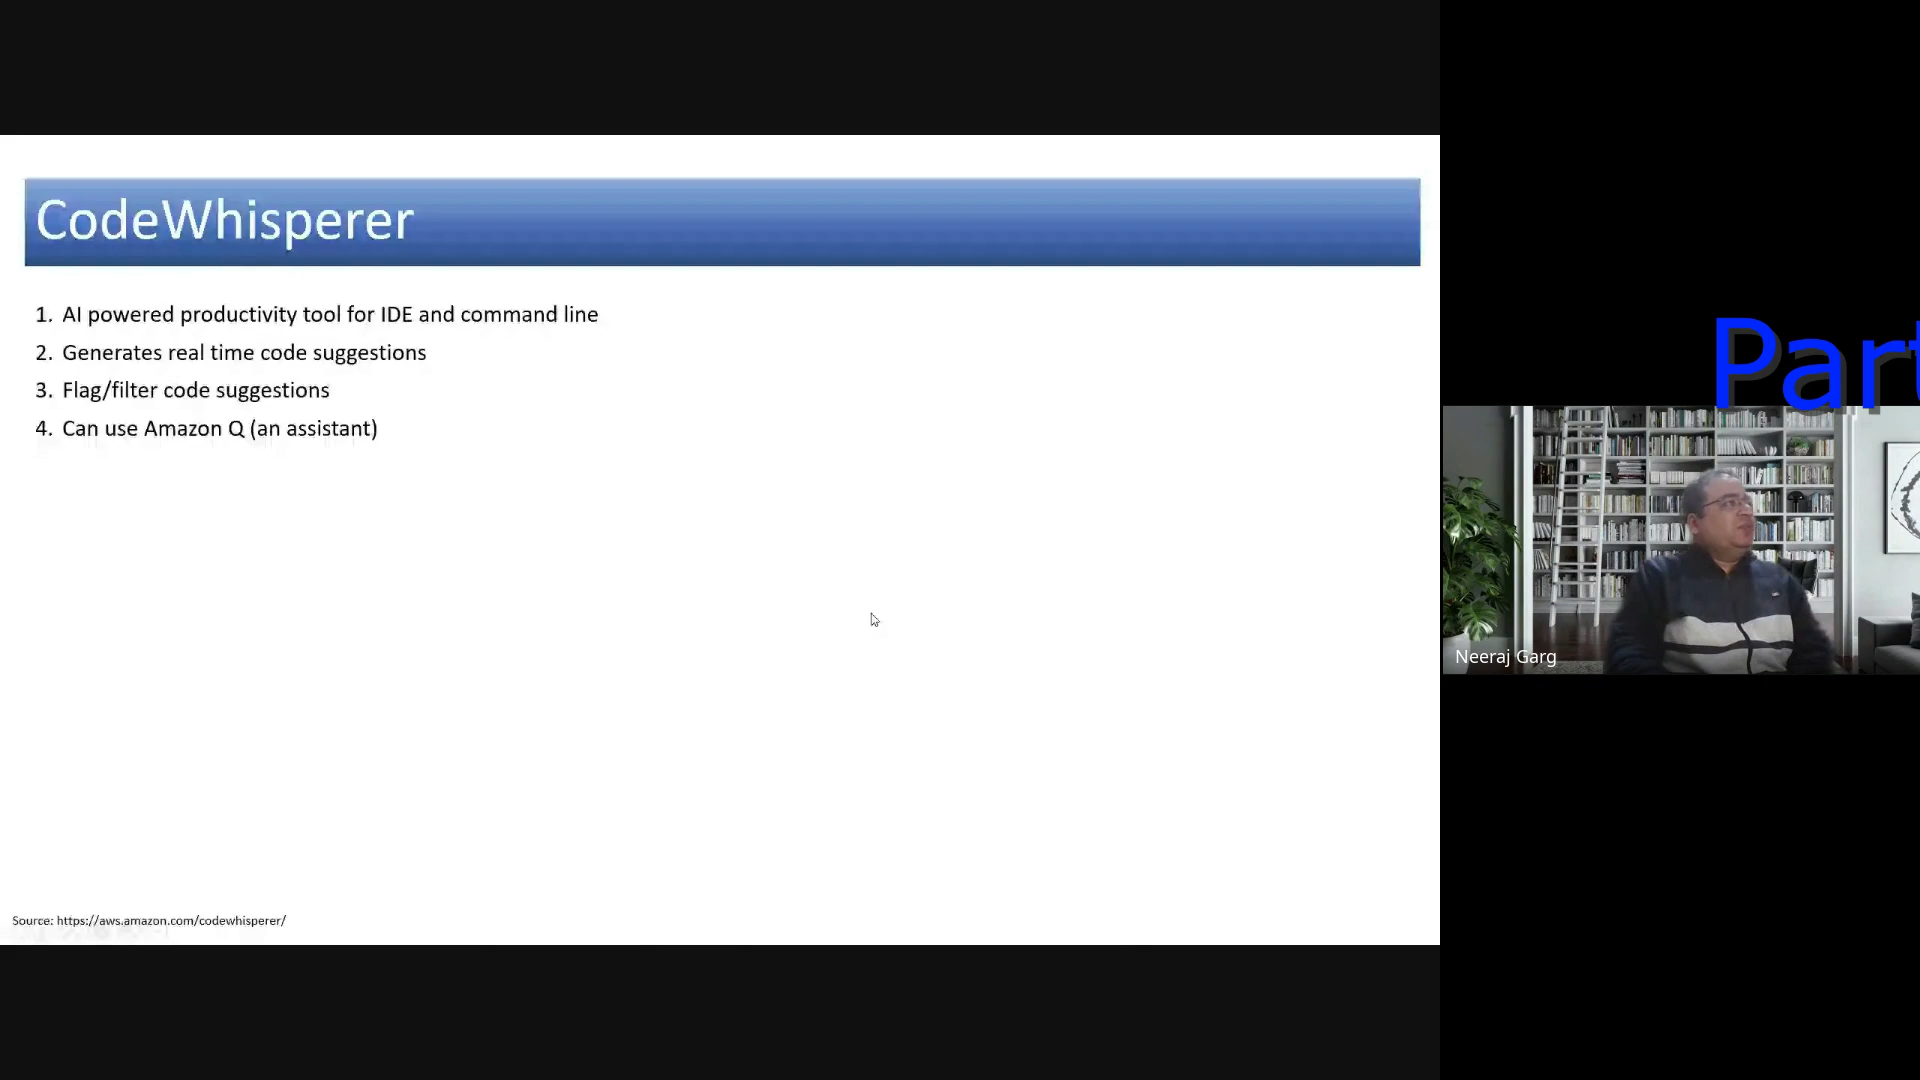 CodeWhisperer
1. AI powered productivity tool for IDE and command line
2. Generates real time code suggestions
3. Flag/filter code suggestions
4. Can use Amazon Q (an assistant)
Source: https://aws.amazon.com/codewhisperer/
Part
Neeraj Garg